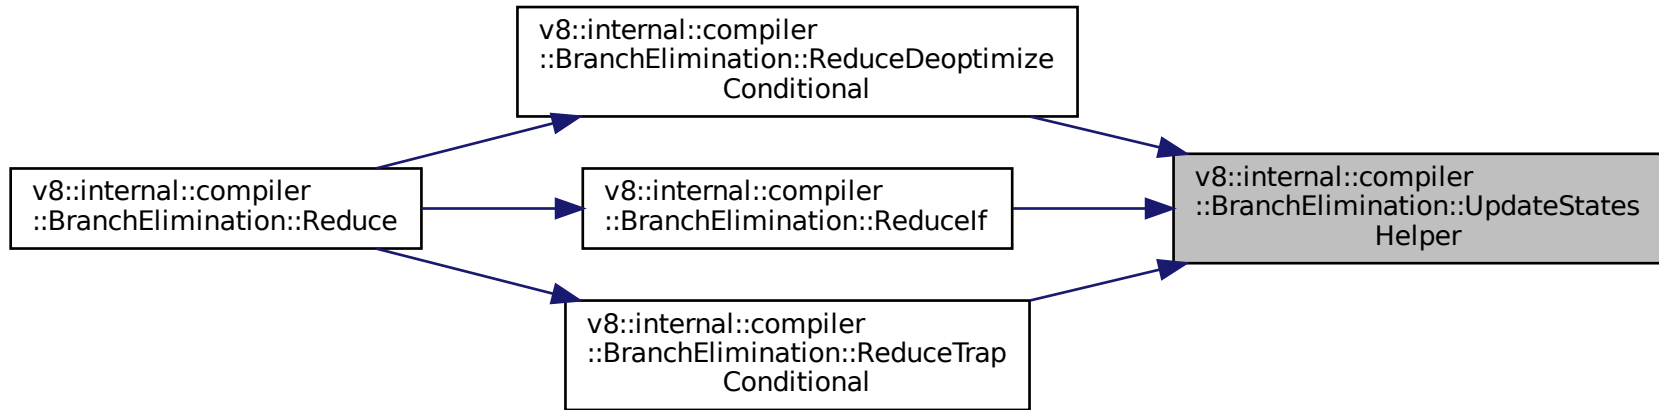 v8::internal::compiler
::BranchElimination::ReduceDeoptimize
Conditional
v8::internal::compiler
::BranchElimination::Reduce
v8::internal::compiler
::BranchElimination::ReduceIf
v8::internal::compiler
::BranchElimination::UpdateStates
Helper
v8::internal::compiler
::BranchElimination::ReduceTrap
Conditional